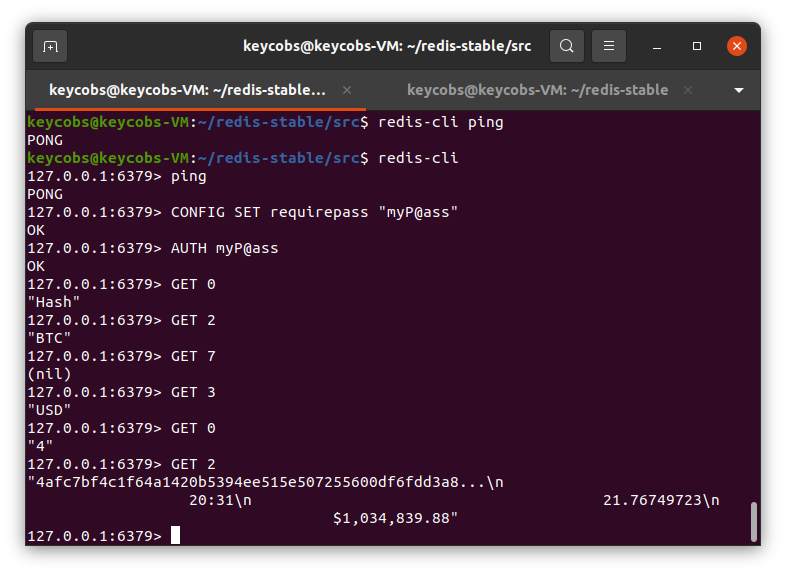 keycobs@keycobs-VM: ~/redis-stable/src
keycobs@keycobs-VM: ~/redis-stable...
keycobs@keycobs-VM: ~/redis-stable
keycobs@keycobs-VM:~/redis-stable/src$ redis-cli ping
PONG
keycobs@keycobs-VM:~/redis-stable/src$ redis-cli
127.0.0.1:6379> ping
PONG
127.0.0.1:6379> CONFIG SET requirepass "myP@ass"
OK
127.0.0.1:6379> AUTH myP@ass
OK
127.0.0.1:6379> GET 0
"Hash"
127.0.0.1:6379> GET 2
"BTC"
127.0.0.1:6379> GET 7
(nil)
127.0.0.1:6379> GET 3
"USD"
127.0.0.1:6379> GET 0
"4"
127.0.0.1:6379> GET 2
"4afc7bf4c1f64a1420b5394ee515e507255600df6fdd3a8...\n
20:31\n 21.76749723\n
$1,034,839.88"
127.0.0.1:6379>